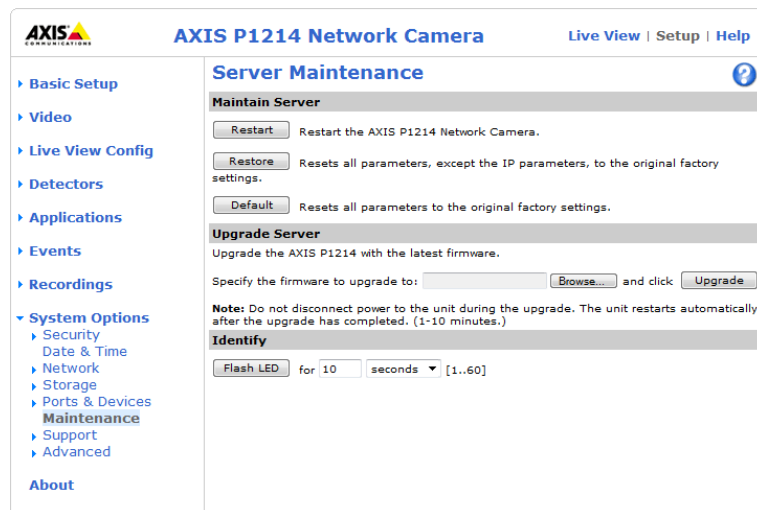 AXIS
COMMUNICATIONS
AXIS P1214 Network Camera
Live View | Setup | Help
Basic Setup
Video
Live View Config
Detectors
Applications
Events
Recordings
System Options
Security
Date & Time
Network
Storage
Ports & Devices
Maintenance
Support
Advanced
About
Server Maintenance
?
Maintain Server
Restart Restart the AXIS P1214 Network Camera.
Restore Resets all parameters, except the IP parameters, to the original factory
settings.
Default Resets all parameters to the original factory settings.
Upgrade Server
Upgrade the AXIS P1214 with the latest firmware.
Specify the firmware to upgrade to: Browse... and click Upgrade
Note: Do not disconnect power to the unit during the upgrade. The unit restarts automatically
after the upgrade has completed. (1-10 minutes.)
Identify
Flash LED for 10 seconds [1..60]